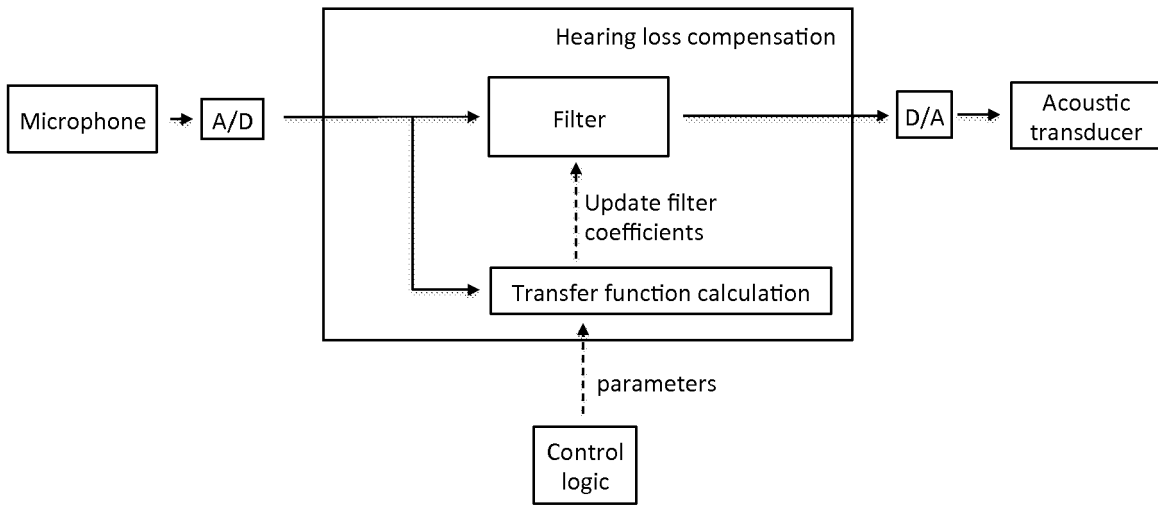 Hearing loss compensation
Microphone
A/D
Filter
D/A
Acoustic
transducer
Update filter
coefficients
Transfer function calculation
parameters
Control
logic